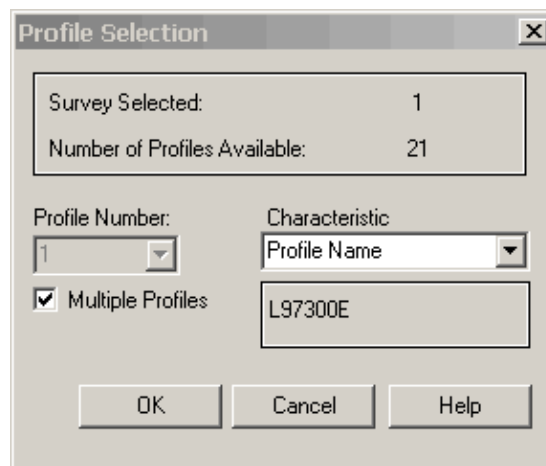 Profile Selection
Survey Selected: 1
Number of Profiles Available: 21
Profile Number: Characteristic
1 Profile Name
Multiple Profiles L97300E
OK Cancel Help